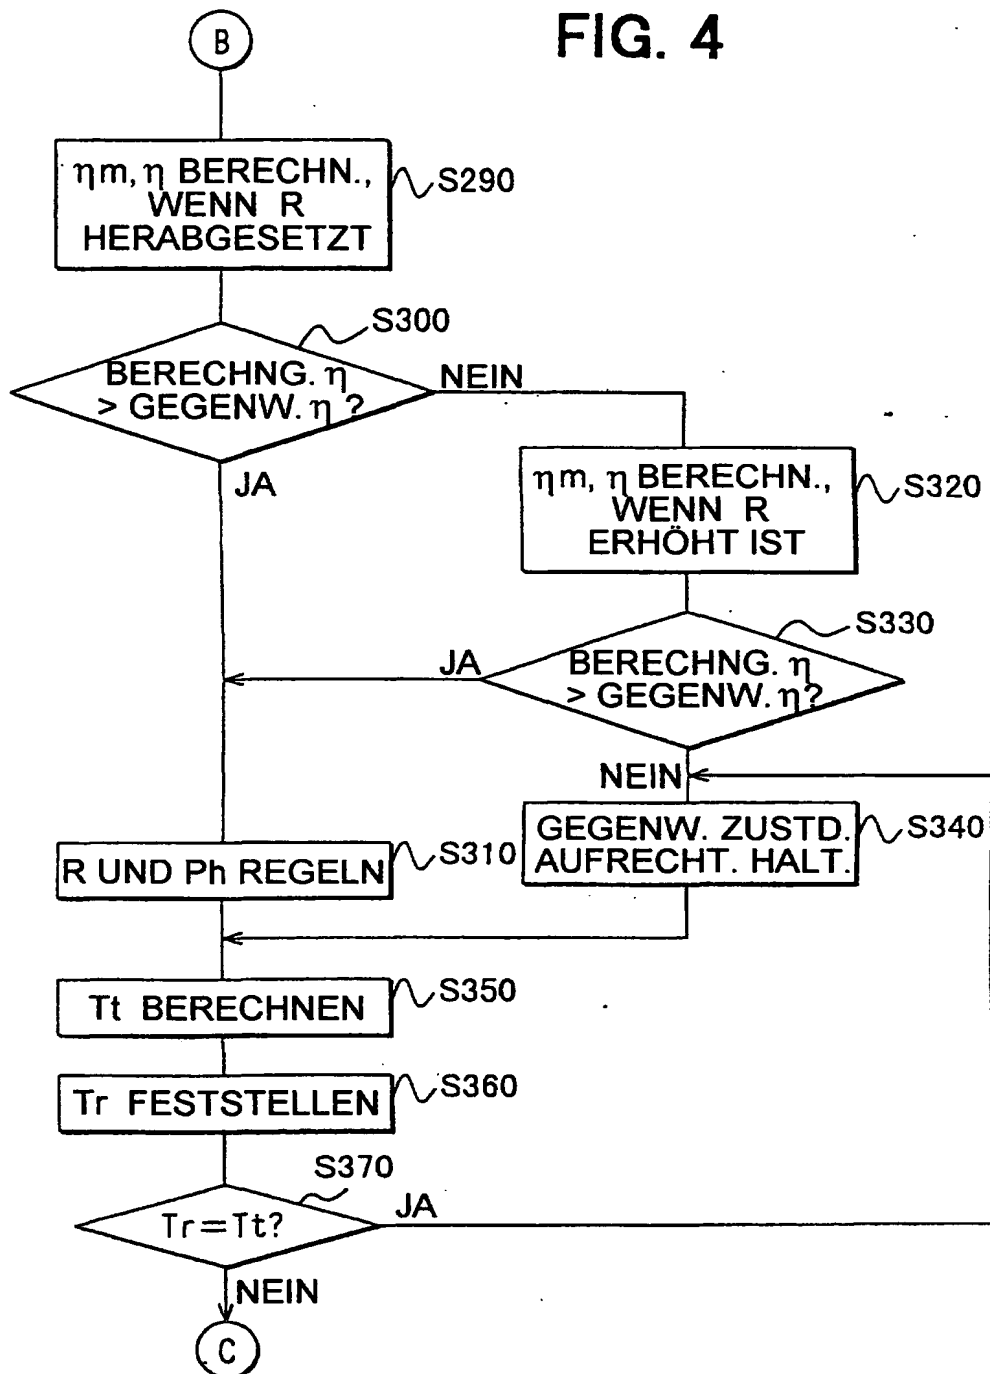 FIG. 4
B
ηm, η BERECHN.,
WENN R
HERABGESETZT
S290
S300
BERECHNG. η
> GEGENW. η ?
NEIN
JA
ηm, η BERECHN.,
WENN R
ERHÖHT IST
S320
S330
BERECHNG. η
> GEGENW. η?
JA
NEIN
GEGENW. ZUSTD.
AUFRECHT. HALT.
S340
R UND Ph REGELN
S310
Tt BERECHNEN
S350
Tr FESTSTELLEN
S360
S370
Tr=Tt?
JA
NEIN
C